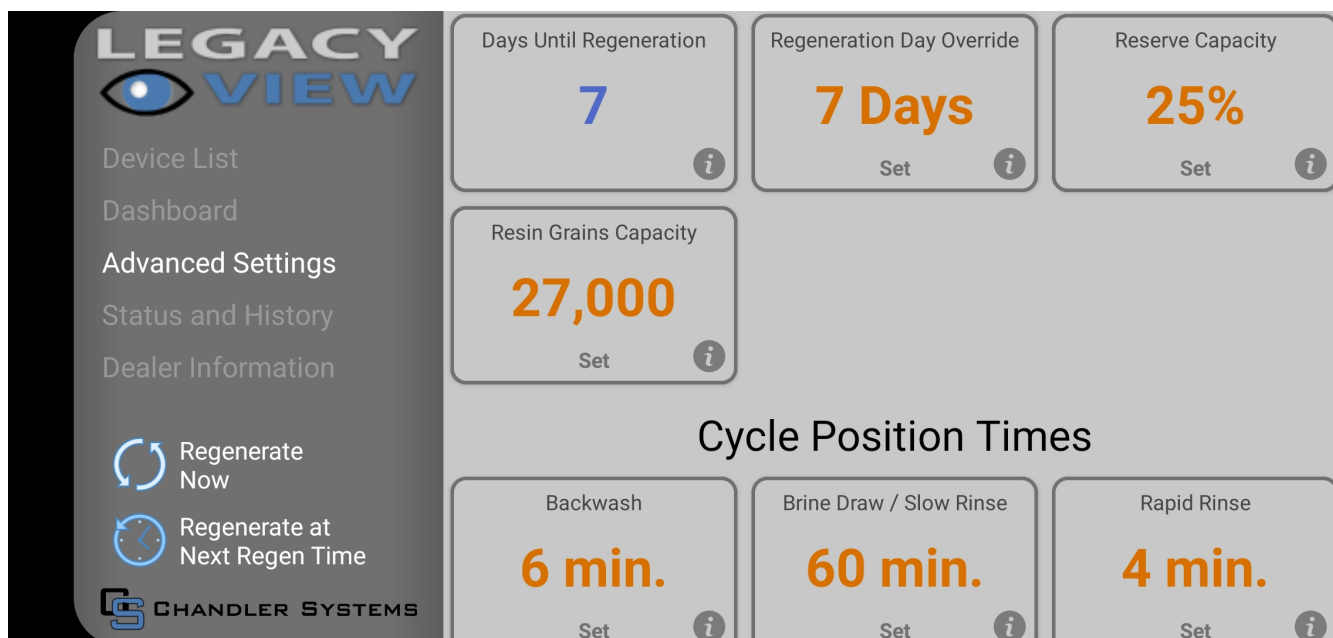 LEGACY
VIEW
Device List
Dashboard
Advanced Settings
Status and History
Dealer Information
Regenerate
Now
Regenerate at
Next Regen Time
CS CHANDLER SYSTEMS
Days Until Regeneration
7
Regeneration Day Override
7 Days
Set
Reserve Capacity
25%
Set
Resin Grains Capacity
27,000
Set
Cycle Position Times
Backwash
6 min.
Set
Brine Draw / Slow Rinse
60 min.
Set
Rapid Rinse
4 min.
Set